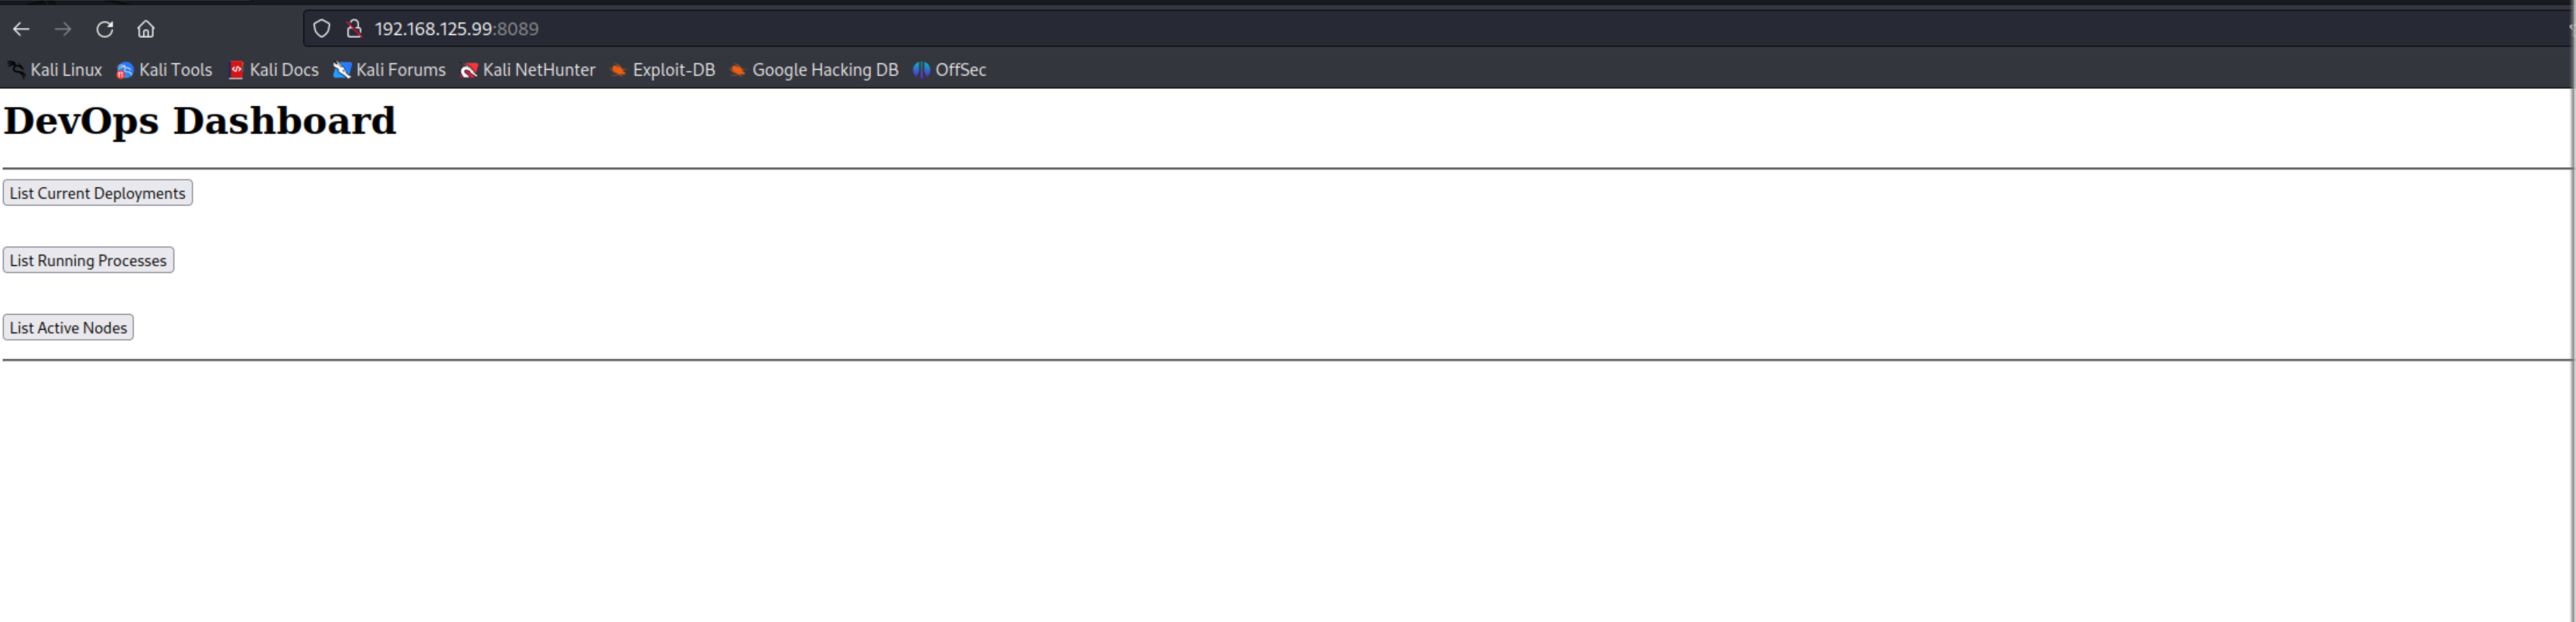 192.168.125.99:8089
Kali Linux Kali Tools Kali Docs Kali Forums Kali NetHunter Exploit-DB Google Hacking DB OffSec
DevOps Dashboard
List Current Deployments
List Running Processes
List Active Nodes